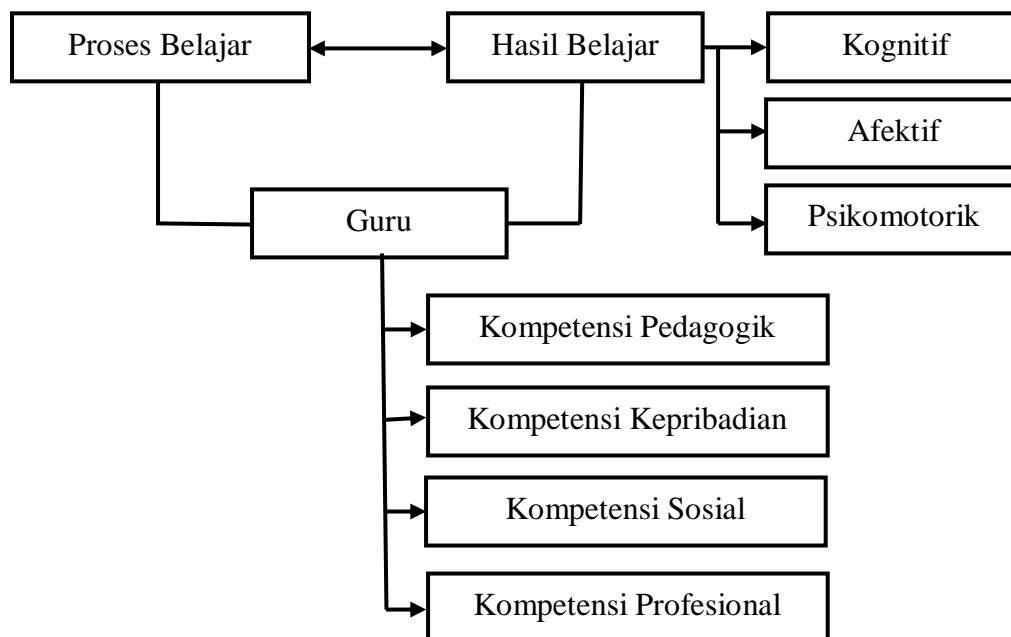 Proses Belajar
Hasil Belajar
Kognitif
Afektif
Psikomotorik
Guru
Kompetensi Pedagogik
Kompetensi Kepribadian
Kompetensi Sosial
Kompetensi Profesional